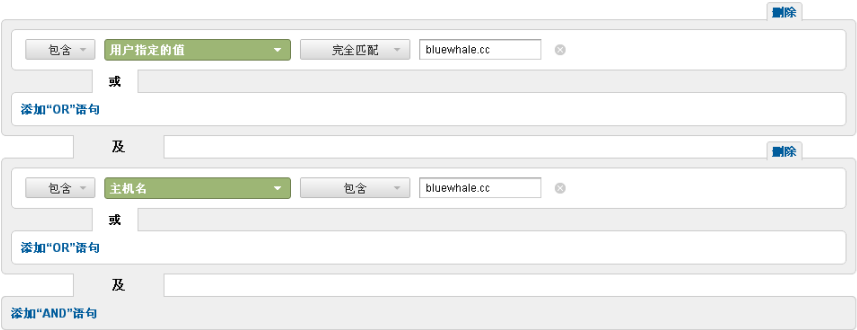 删除
包含 用户指定的值 完全匹配 bluewhale.cc
或
添加“OR”语句
及
删除
包含 主机名 包含 bluewhale.cc
或
添加“OR”语句
及
添加“AND”语句